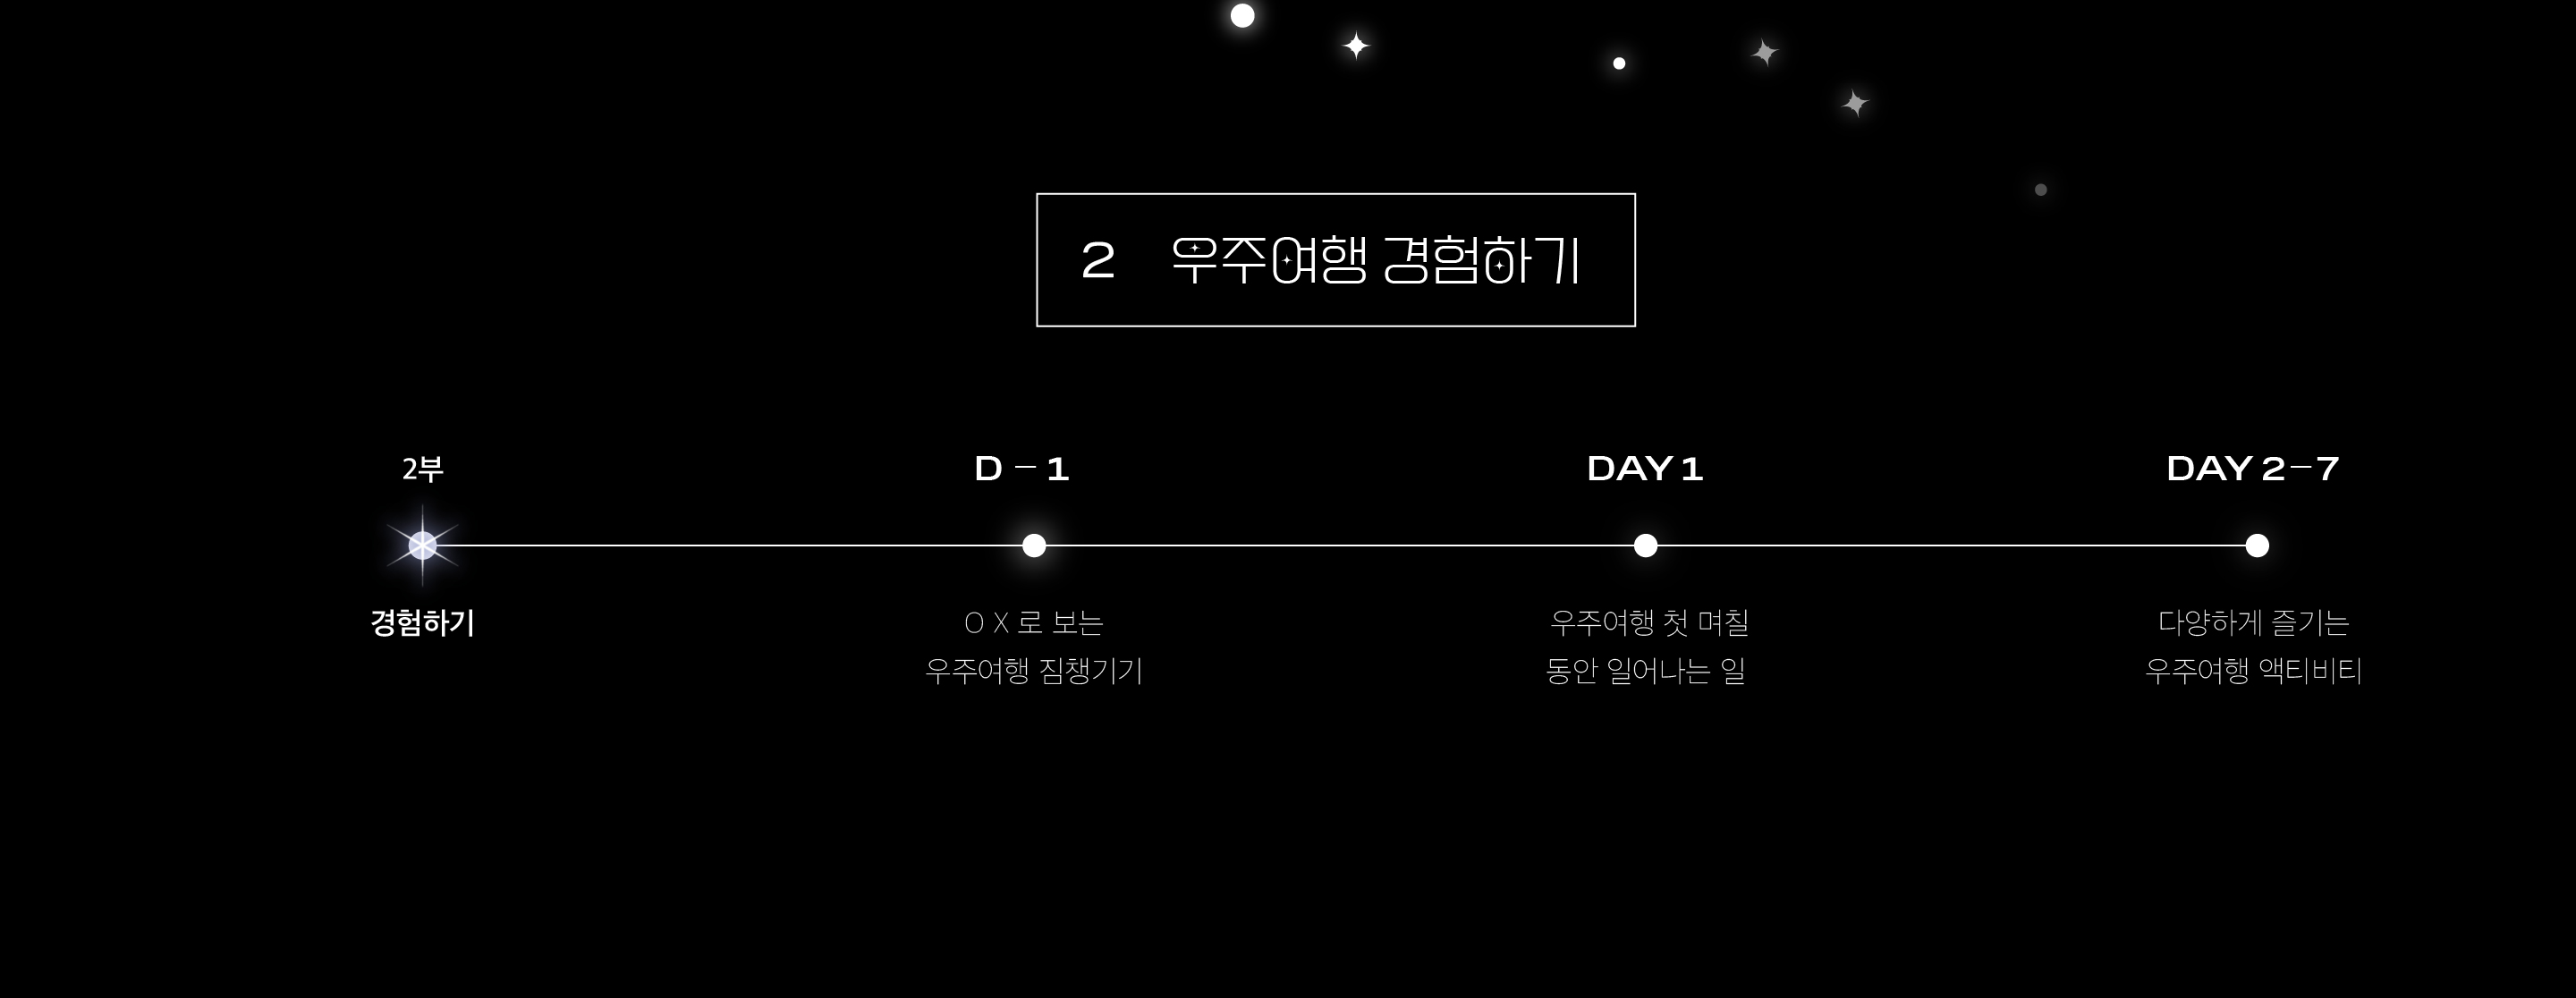 2 우주여행 경험하기
2부
경험하기
D – 1
O X 로 보는
우주여행 짐챙기기
DAY 1
우주여행 첫 며칠
동안 일어나는 일
DAY 2–7
다양하게 즐기는
우주여행 액티비티